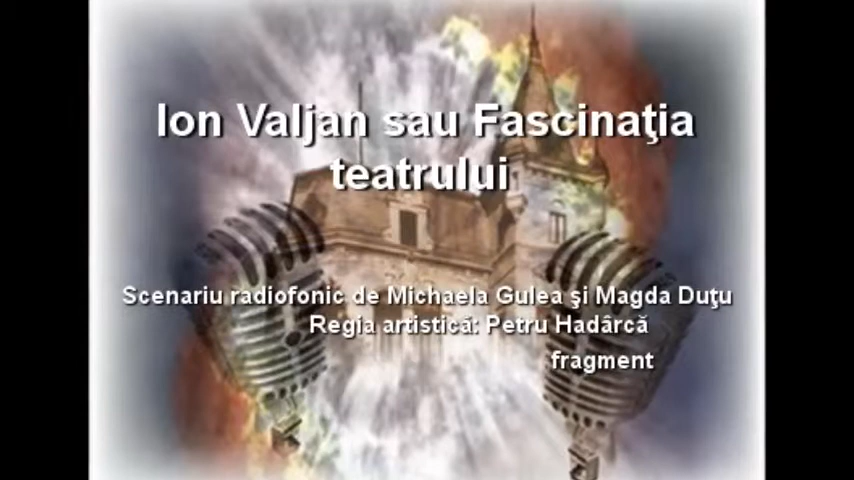 Ion Valjan sau Fascinaţia
teatrului
Scenariu radiofonic de Michaela Gulea şi Magda Duţu
Regia artistică: Petru Hadârcă
fragment